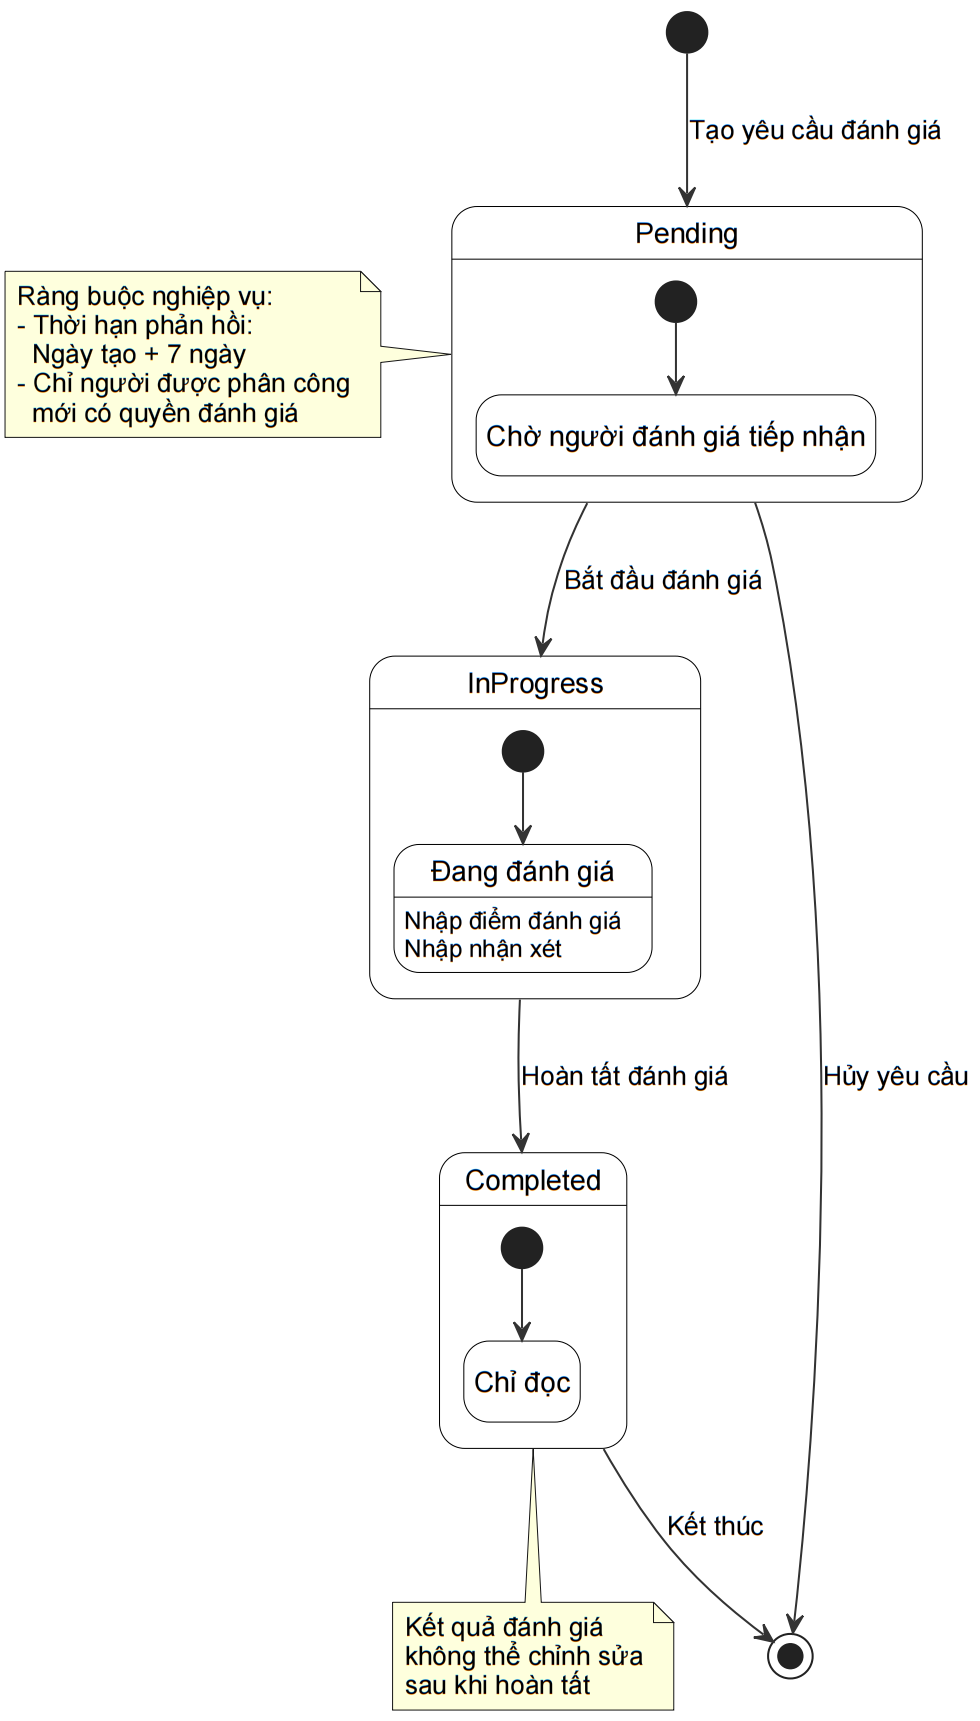 Tạo yêu cầu đánh giá
Pending
Ràng buộc nghiệp vụ:
- Thời hạn phản hồi:
Ngày tạo + 7 ngày
- Chỉ người được phân công
mới có quyền đánh giá
Chờ người đánh giá tiếp nhận
Bắt đầu đánh giá
InProgress
Đang đánh giá
Nhập điểm đánh giá
Nhập nhận xét
Hoàn tất đánh giá
Hủy yêu cầu
Completed
Chỉ đọc
Kết thúc
Kết quả đánh giá
không thể chỉnh sửa
sau khi hoàn tất